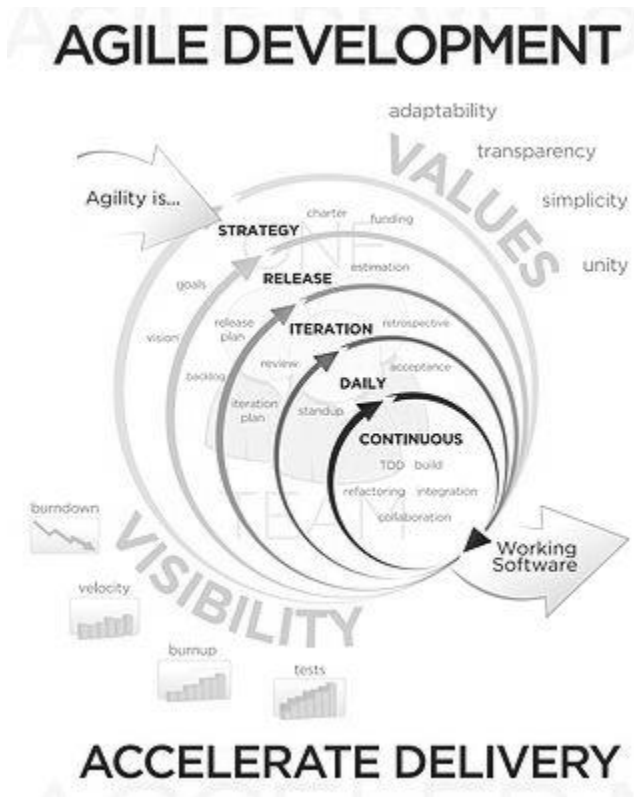 AGILE DEVELOPMENT
adaptability
VALUES
transparency
Agility is...
simplicity
charter
funding
STRATEGY
ONE
unity
estimation
RELEASE
goals
release
plan
retrospective
ITERATION
vision
review
acceptance
backlog
DAILY
iteration
plan
standup
CONTINUOUS
TDD build
refactoring integration
TEAM
collaboration
burndown
VISIBILITY
Working
Software
velocity
burnup
tests
ACCELERATE DELIVERY